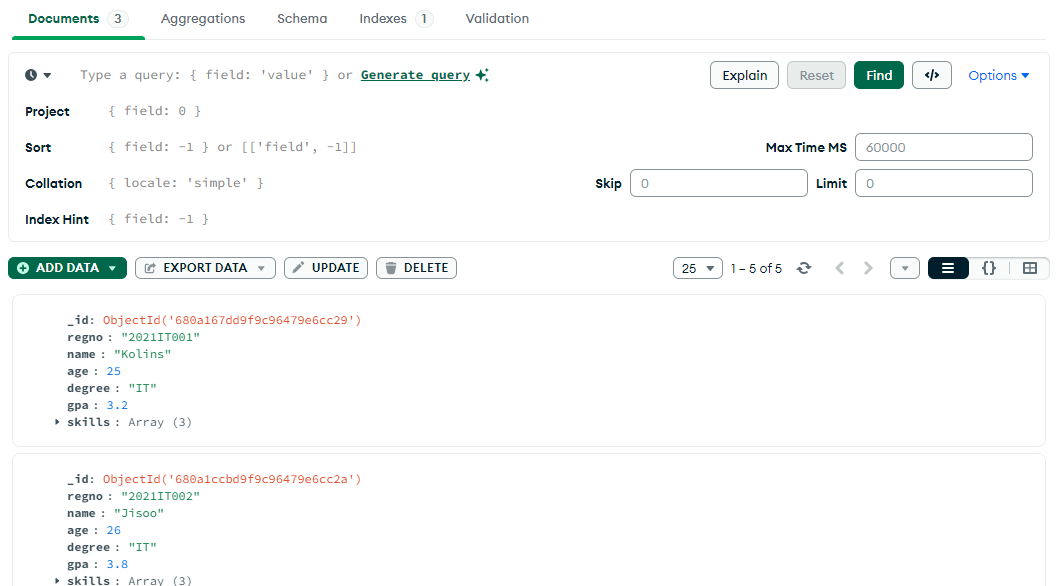 Documents 3 Aggregations Schema Indexes 1 Validation
Type a query: { field: 'value' } or Generate query Explain Reset Find </> Options
Project { field: 0 }
Sort { field: -1 } or [['field', -1]] Max Time MS 60000
Collation { locale: 'simple' } Skip 0 Limit 0
Index Hint { field: -1 }
ADD DATA EXPORT DATA UPDATE DELETE 25 1 – 5 of 5 {}
_id: ObjectId('680a167dd9f9c96479e6cc29')
regno : "2021IT001"
name : "Kolins"
age : 25
degree : "IT"
gpa : 3.2
skills : Array (3)
_id: ObjectId('680a1ccbd9f9c96479e6cc2a')
regno : "2021IT002"
name : "Jisoo"
age : 26
degree : "IT"
gpa : 3.8
skills : Array (3)